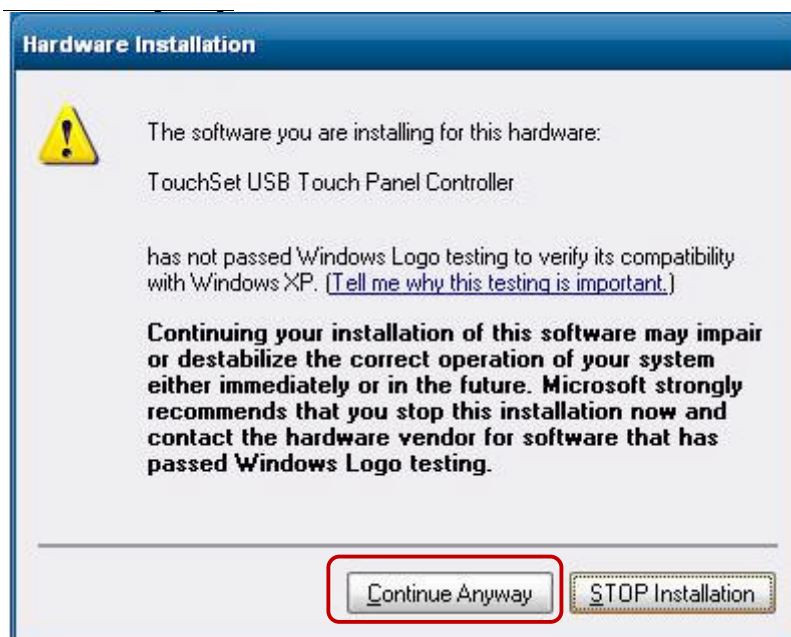 Hardware Installation
The software you are installing for this hardware:
TouchSet USB Touch Panel Controller
has not passed Windows Logo testing to verify its compatibility
with Windows XP. (Tell me why this testing is important.)
Continuing your installation of this software may impair
or destabilize the correct operation of your system
either immediately or in the future. Microsoft strongly
recommends that you stop this installation now and
contact the hardware vendor for software that has
passed Windows Logo testing.
Continue Anyway
STOP Installation